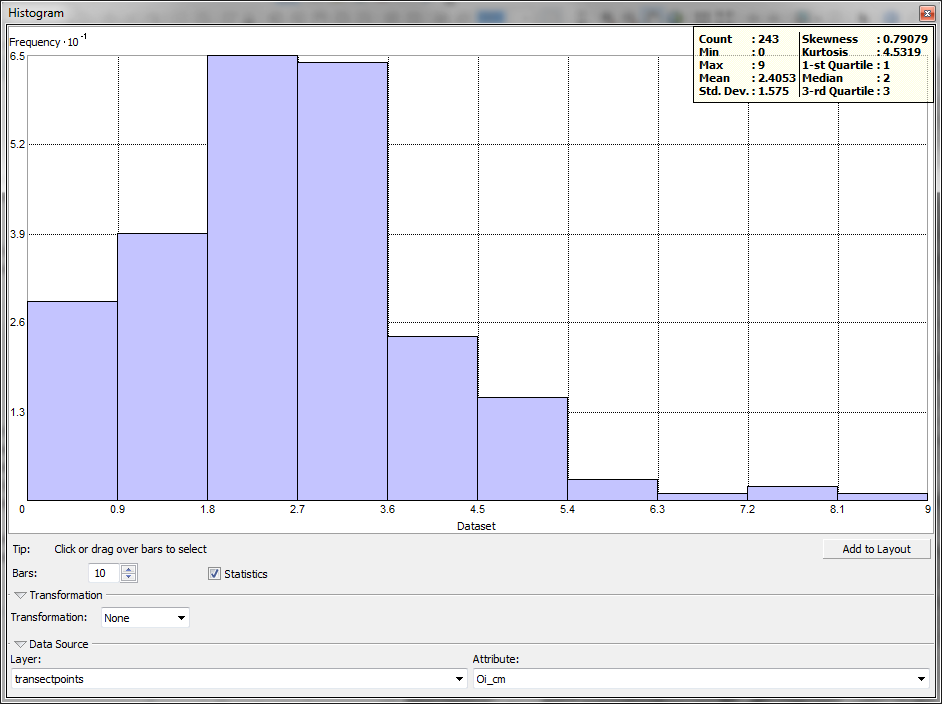 Histogram
Frequency · 10 -1
Count : 243 Skewness : 0.79079
Min : 0 Kurtosis : 4.5319
Max : 9 1-st Quartile : 1
Mean : 2.4053 Median : 2
Std. Dev. : 1.575 3-rd Quartile : 3
6.5
5.2
3.9
2.6
1.3
0 0.9 1.8 2.7 3.6 4.5 5.4 6.3 7.2 8.1 9
Dataset
Tip: Click or drag over bars to select Add to Layout
Bars: 10 Statistics
Transformation
Transformation: None
Data Source
Layer: Attribute:
transectpoints Oi_cm